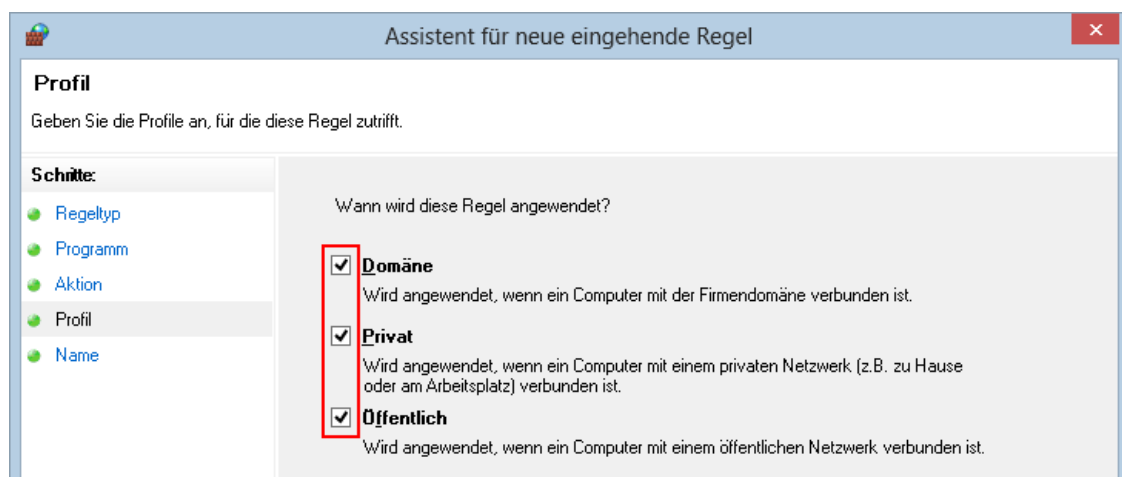 Assistent für neue eingehende Regel
Profil
Geben Sie die Profile an, für die diese Regel zutrifft.
Schritte:
Regeltyp
Programm
Aktion
Profil
Name
Wann wird diese Regel angewendet?
Domäne
Wird angewendet, wenn ein Computer mit der Firmendomäne verbunden ist.
Privat
Wird angewendet, wenn ein Computer mit einem privaten Netzwerk (z.B. zu Hause
oder am Arbeitsplatz) verbunden ist.
Öffentlich
Wird angewendet, wenn ein Computer mit einem öffentlichen Netzwerk verbunden ist.